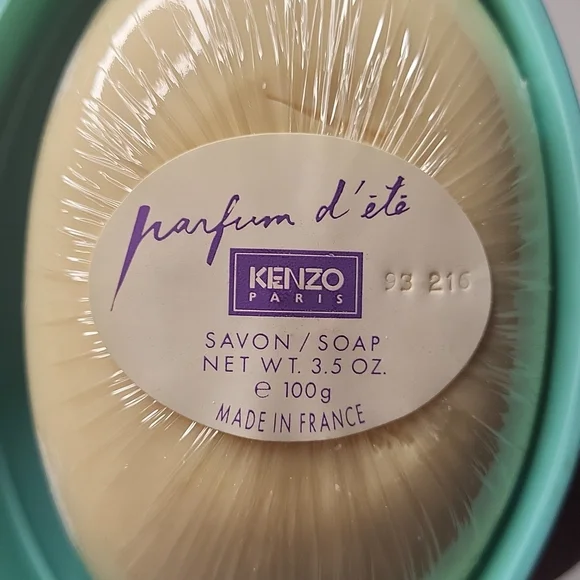 parfum d'été
KENZO
PARIS
93 216
SAVON / SOAP
NET WT. 3.5 OZ.
℮ 100g
MADE IN FRANCE